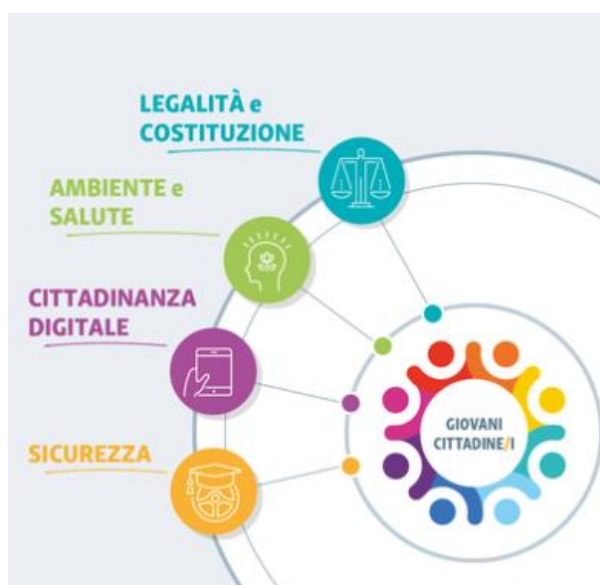 LEGALITÀ e
COSTITUZIONE
AMBIENTE e
SALUTE
CITTADINANZA
DIGITALE
SICUREZZA
GIOVANI
CITTADINE/I